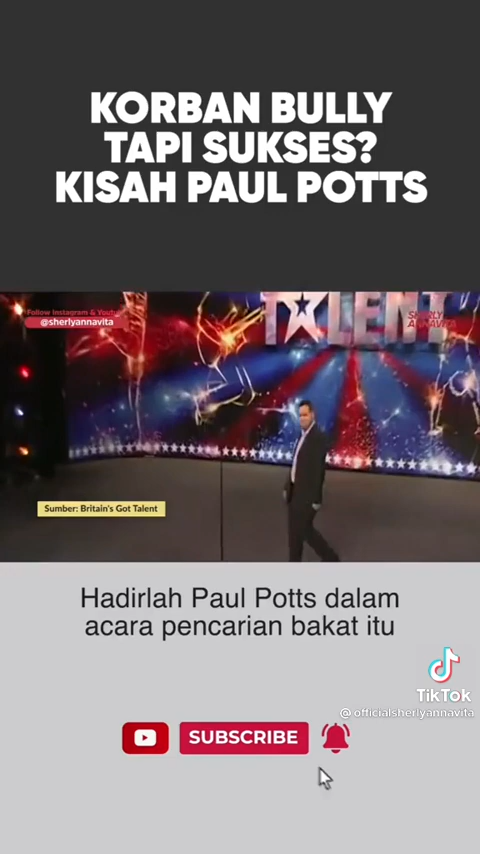 KORBAN BULLY
TAPI SUKSES?
KISAH PAUL POTTS
Follow Instagram & Youtu
@sherlyannavita
TALENT
SHERLY
ANNAVITA
Sumber: Britain's Got Talent
Hadirlah Paul Potts dalam
acara pencarian bakat itu
TikTok
@officialsherlyannavita
SUBSCRIBE